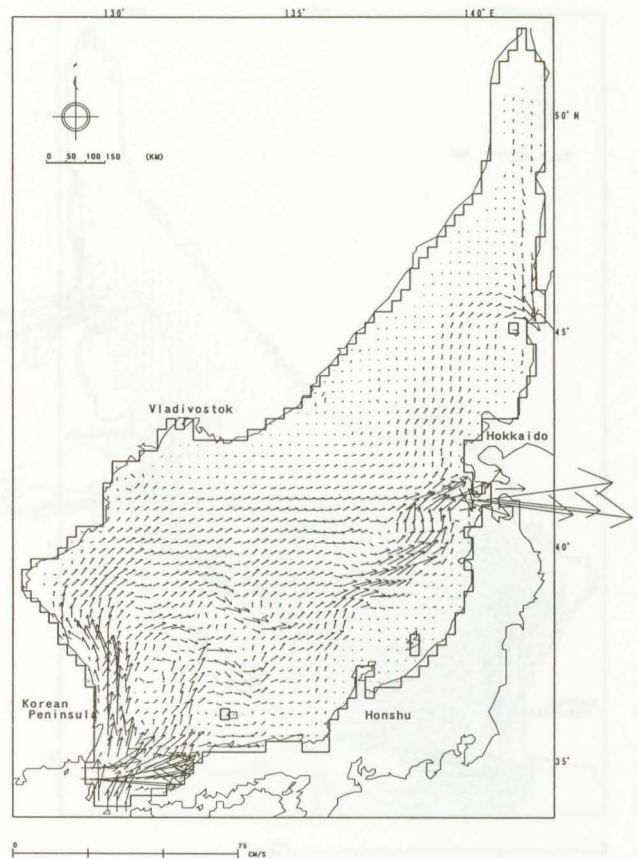 130°
135°
140°E
50°N
0 50 100 150 (KM)
45°
Vladivostok
Hokkaido
40°
Korean
Peninsula
Honshu
35°
0 75
CM/S